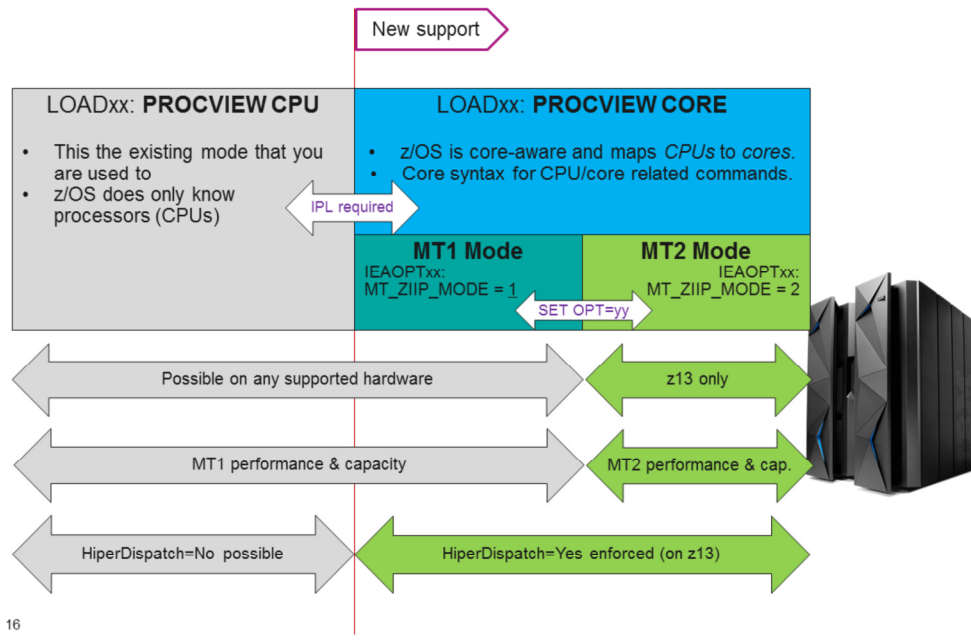 New support
LOADxx: PROCVIEW CPU
• This the existing mode that you
are used to
• z/OS does only know
processors (CPUs)
LOADxx: PROCVIEW CORE
• z/OS is core-aware and maps CPUs to cores.
• Core syntax for CPU/core related commands.
IPL required
MT1 Mode
IEAOPTxx:
MT_ZIIP_MODE = 1
MT2 Mode
IEAOPTxx:
MT_ZIIP_MODE = 2
SET OPT=yy
Possible on any supported hardware
z13 only
MT1 performance & capacity
MT2 performance & cap.
HiperDispatch=No possible
HiperDispatch=Yes enforced (on z13)
16